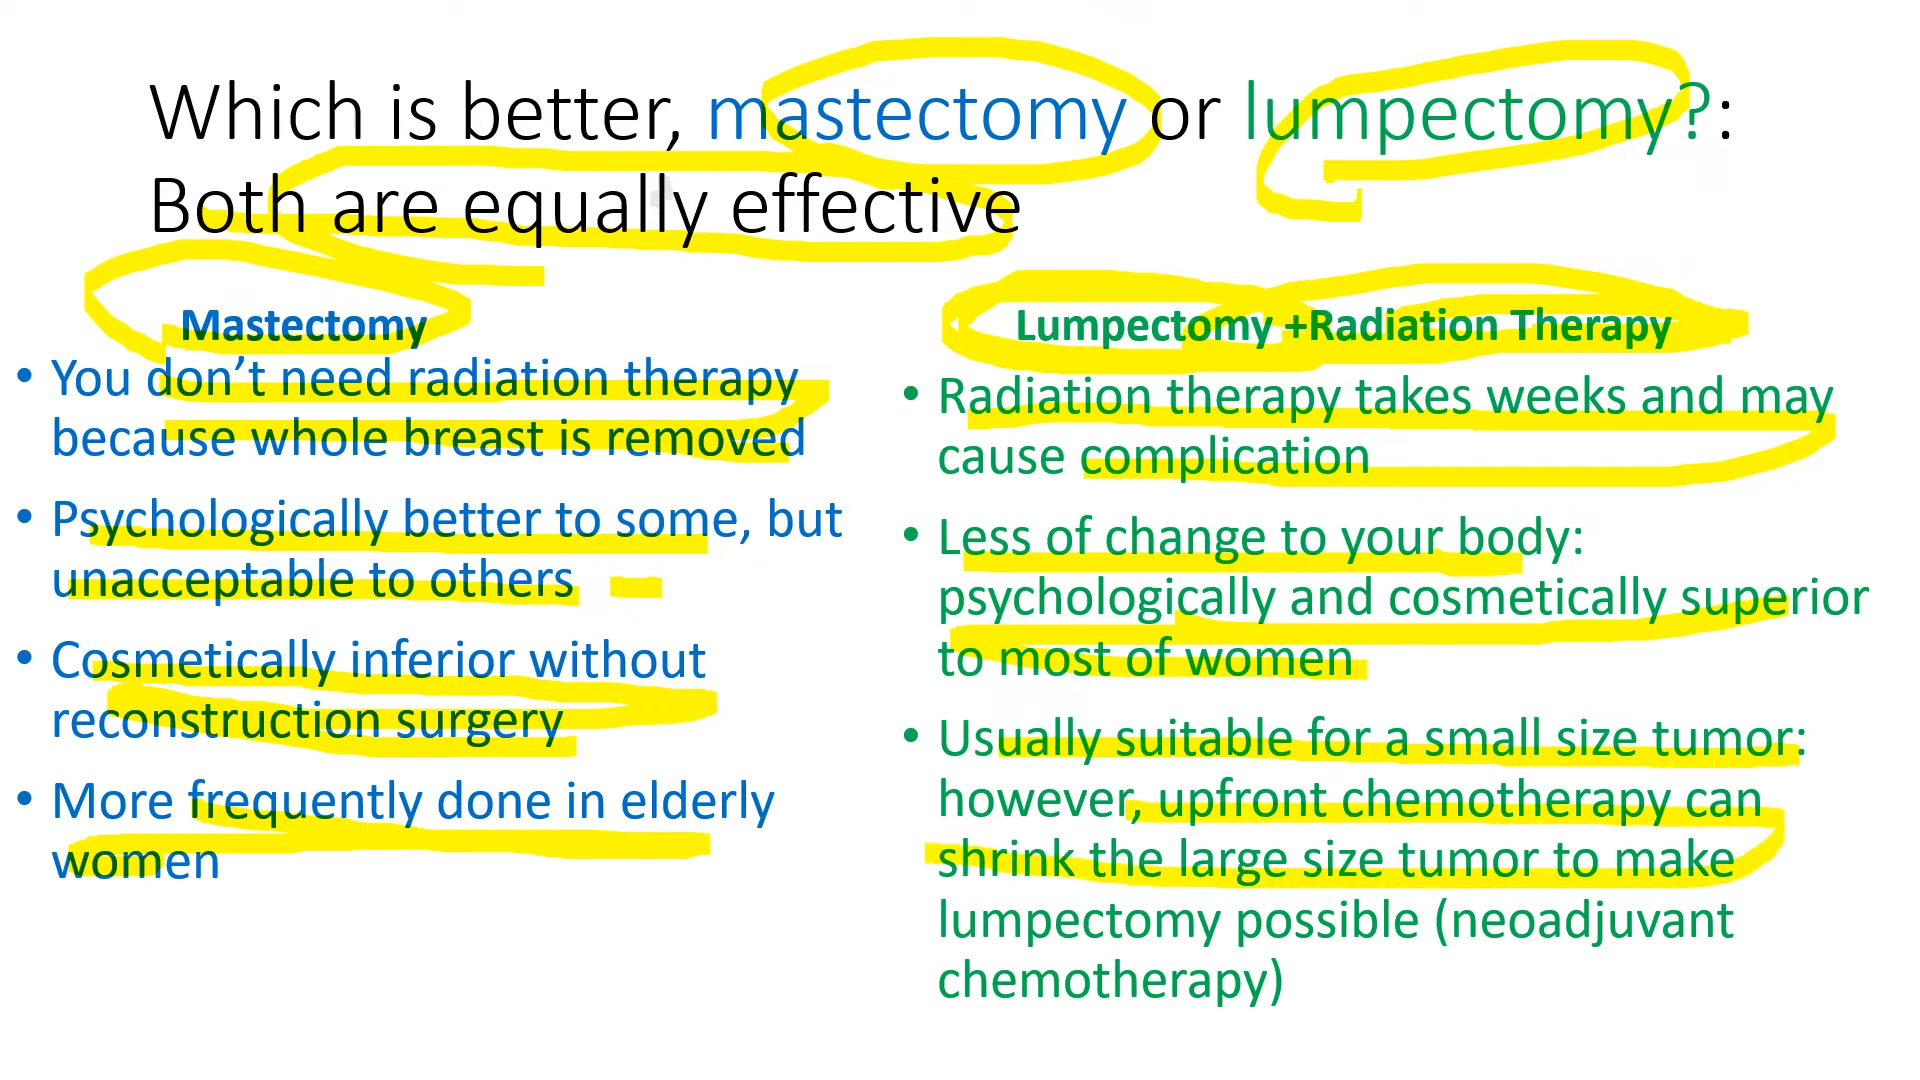 Which is better, mastectomy or lumpectomy?:
Both are equally effective
Mastectomy
• You don’t need radiation therapy
because whole breast is removed
• Psychologically better to some, but
unacceptable to others
• Cosmetically inferior without
reconstruction surgery
• More frequently done in elderly
women
Lumpectomy +Radiation Therapy
• Radiation therapy takes weeks and may
cause complication
• Less of change to your body:
psychologically and cosmetically superior
to most of women
• Usually suitable for a small size tumor:
however, upfront chemotherapy can
shrink the large size tumor to make
lumpectomy possible (neoadjuvant
chemotherapy)